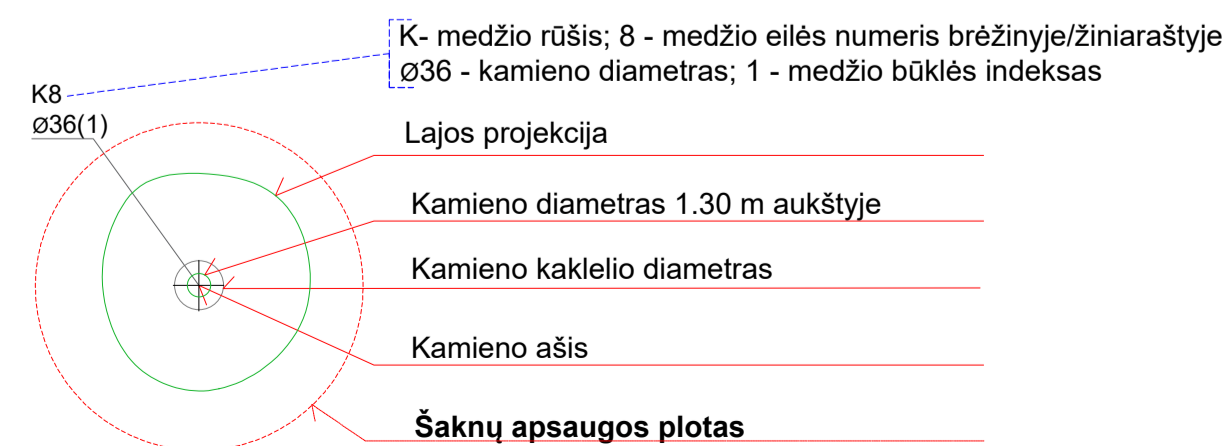 K- medžio rūšis; 8 - medžio eilės numeris brėžinyje/žiniaraštyje
Ø36 - kamieno diametras; 1 - medžio būklės indeksas
K8
Ø36(1)
Lajos projekcija
Kamieno diametras 1.30 m aukštyje
Kamieno kaklelio diametras
Kamieno ašis
Šaknų apsaugos plotas